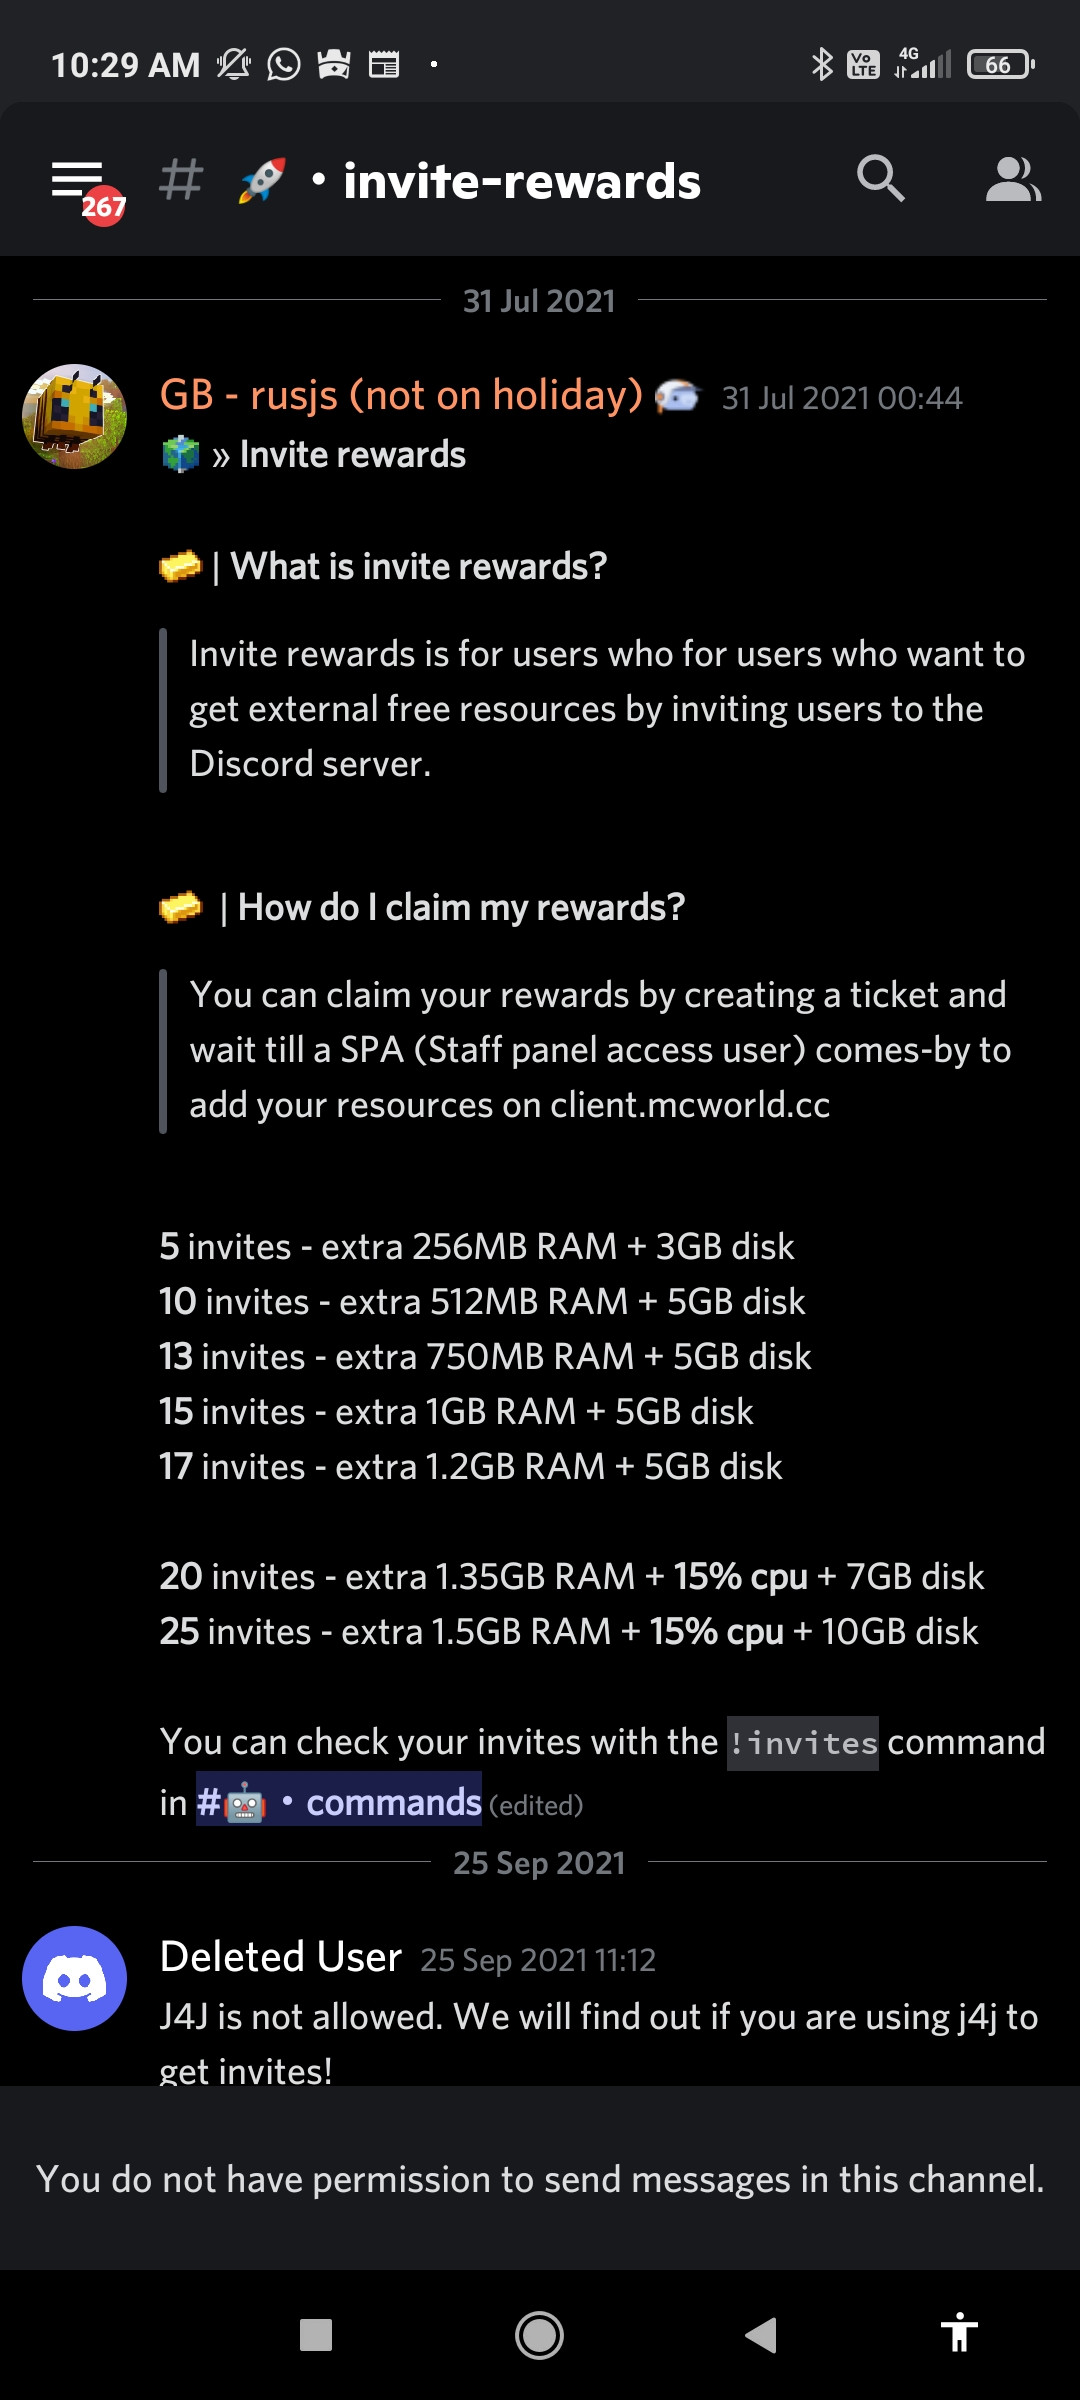 10:29 AM
Vo LTE 4G 66
267
# 🚀 • invite-rewards
31 Jul 2021
GB - rusjs (not on holiday) 31 Jul 2021 00:44
» Invite rewards
| What is invite rewards?
Invite rewards is for users who for users who want to
get external free resources by inviting users to the
Discord server.
| How do I claim my rewards?
You can claim your rewards by creating a ticket and
wait till a SPA (Staff panel access user) comes-by to
add your resources on client.mcworld.cc
5 invites - extra 256MB RAM + 3GB disk
10 invites - extra 512MB RAM + 5GB disk
13 invites - extra 750MB RAM + 5GB disk
15 invites - extra 1GB RAM + 5GB disk
17 invites - extra 1.2GB RAM + 5GB disk
20 invites - extra 1.35GB RAM + 15% cpu + 7GB disk
25 invites - extra 1.5GB RAM + 15% cpu + 10GB disk
You can check your invites with the !invites command
in #🤖 • commands (edited)
25 Sep 2021
Deleted User 25 Sep 2021 11:12
J4J is not allowed. We will find out if you are using j4j to
get invites!
You do not have permission to send messages in this channel.